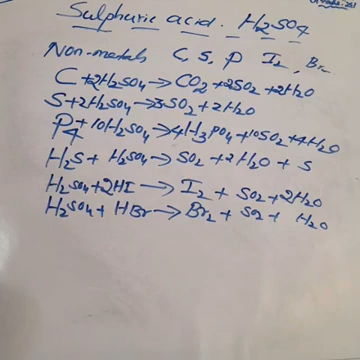 Sulphuric acid. H₂SO₄
Non-metals C, S, P I₂, Br₂
C+2H₂SO₄→CO₂+2SO₂+2H₂O
S+2H₂SO₄→3SO₂+2H₂O
P₄+10H₂SO₄→4H₃PO₄+10SO₂+4H₂O
H₂S+H₂SO₄→SO₂+2H₂O+S
H₂SO₄+2HI→I₂+SO₂+2H₂O
H₂SO₄+HBr→Br₂+SO₂+H₂O